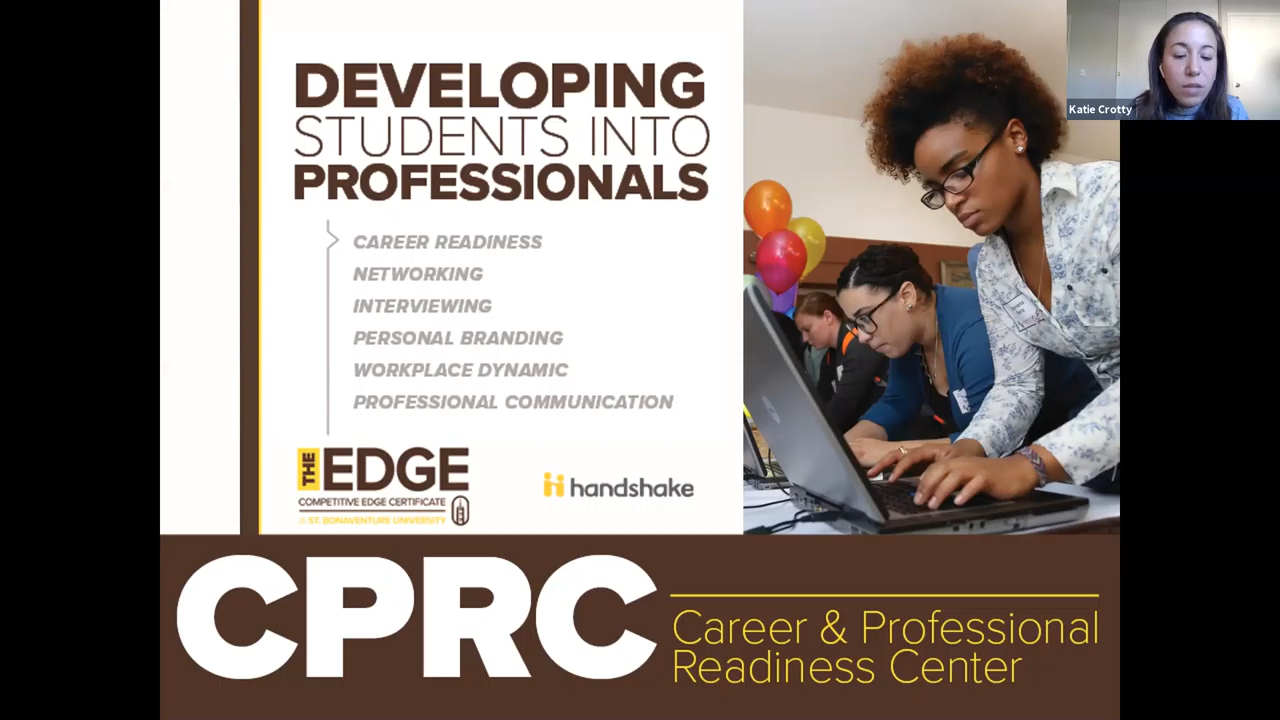 DEVELOPING
STUDENTS INTO
PROFESSIONALS
CAREER READINESS
NETWORKING
INTERVIEWING
PERSONAL BRANDING
WORKPLACE DYNAMIC
PROFESSIONAL COMMUNICATION
THE EDGE
COMPETITIVE EDGE CERTIFICATE
ST. BONAVENTURE UNIVERSITY
handshake
CPRC
Career & Professional
Readiness Center
Katie Crotty